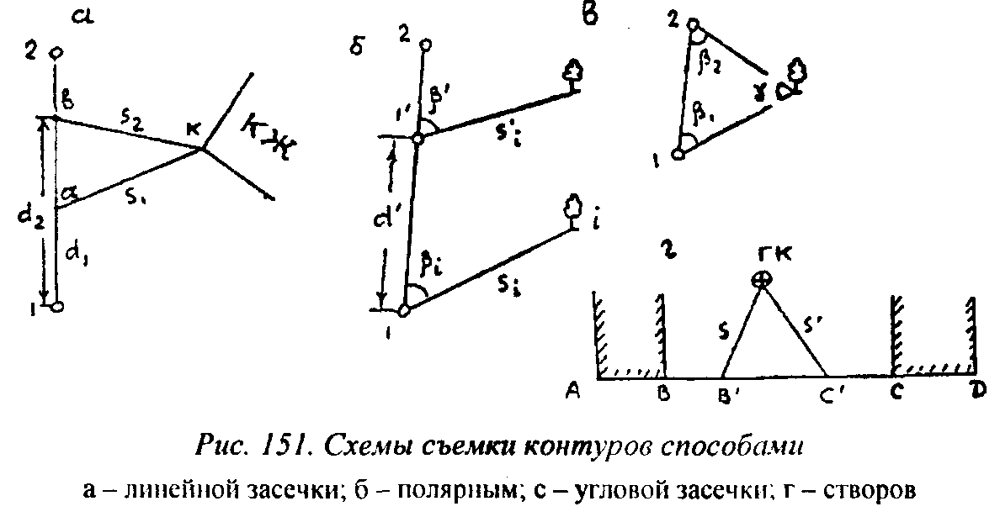 а
2
в
s₂
к
а
s₁
d₂
d₁
1
б
2
β'
1'
s'ᵢ
d'
βᵢ
sᵢ
i
1
в
2
β₂
γ
β₁
1
г
ГК
s
s'
А
В
В'
С'
С
D
Рис. 151. Схемы съемки контуров способами
а – линейной засечки; б – полярным; с – угловой засечки; г – створов